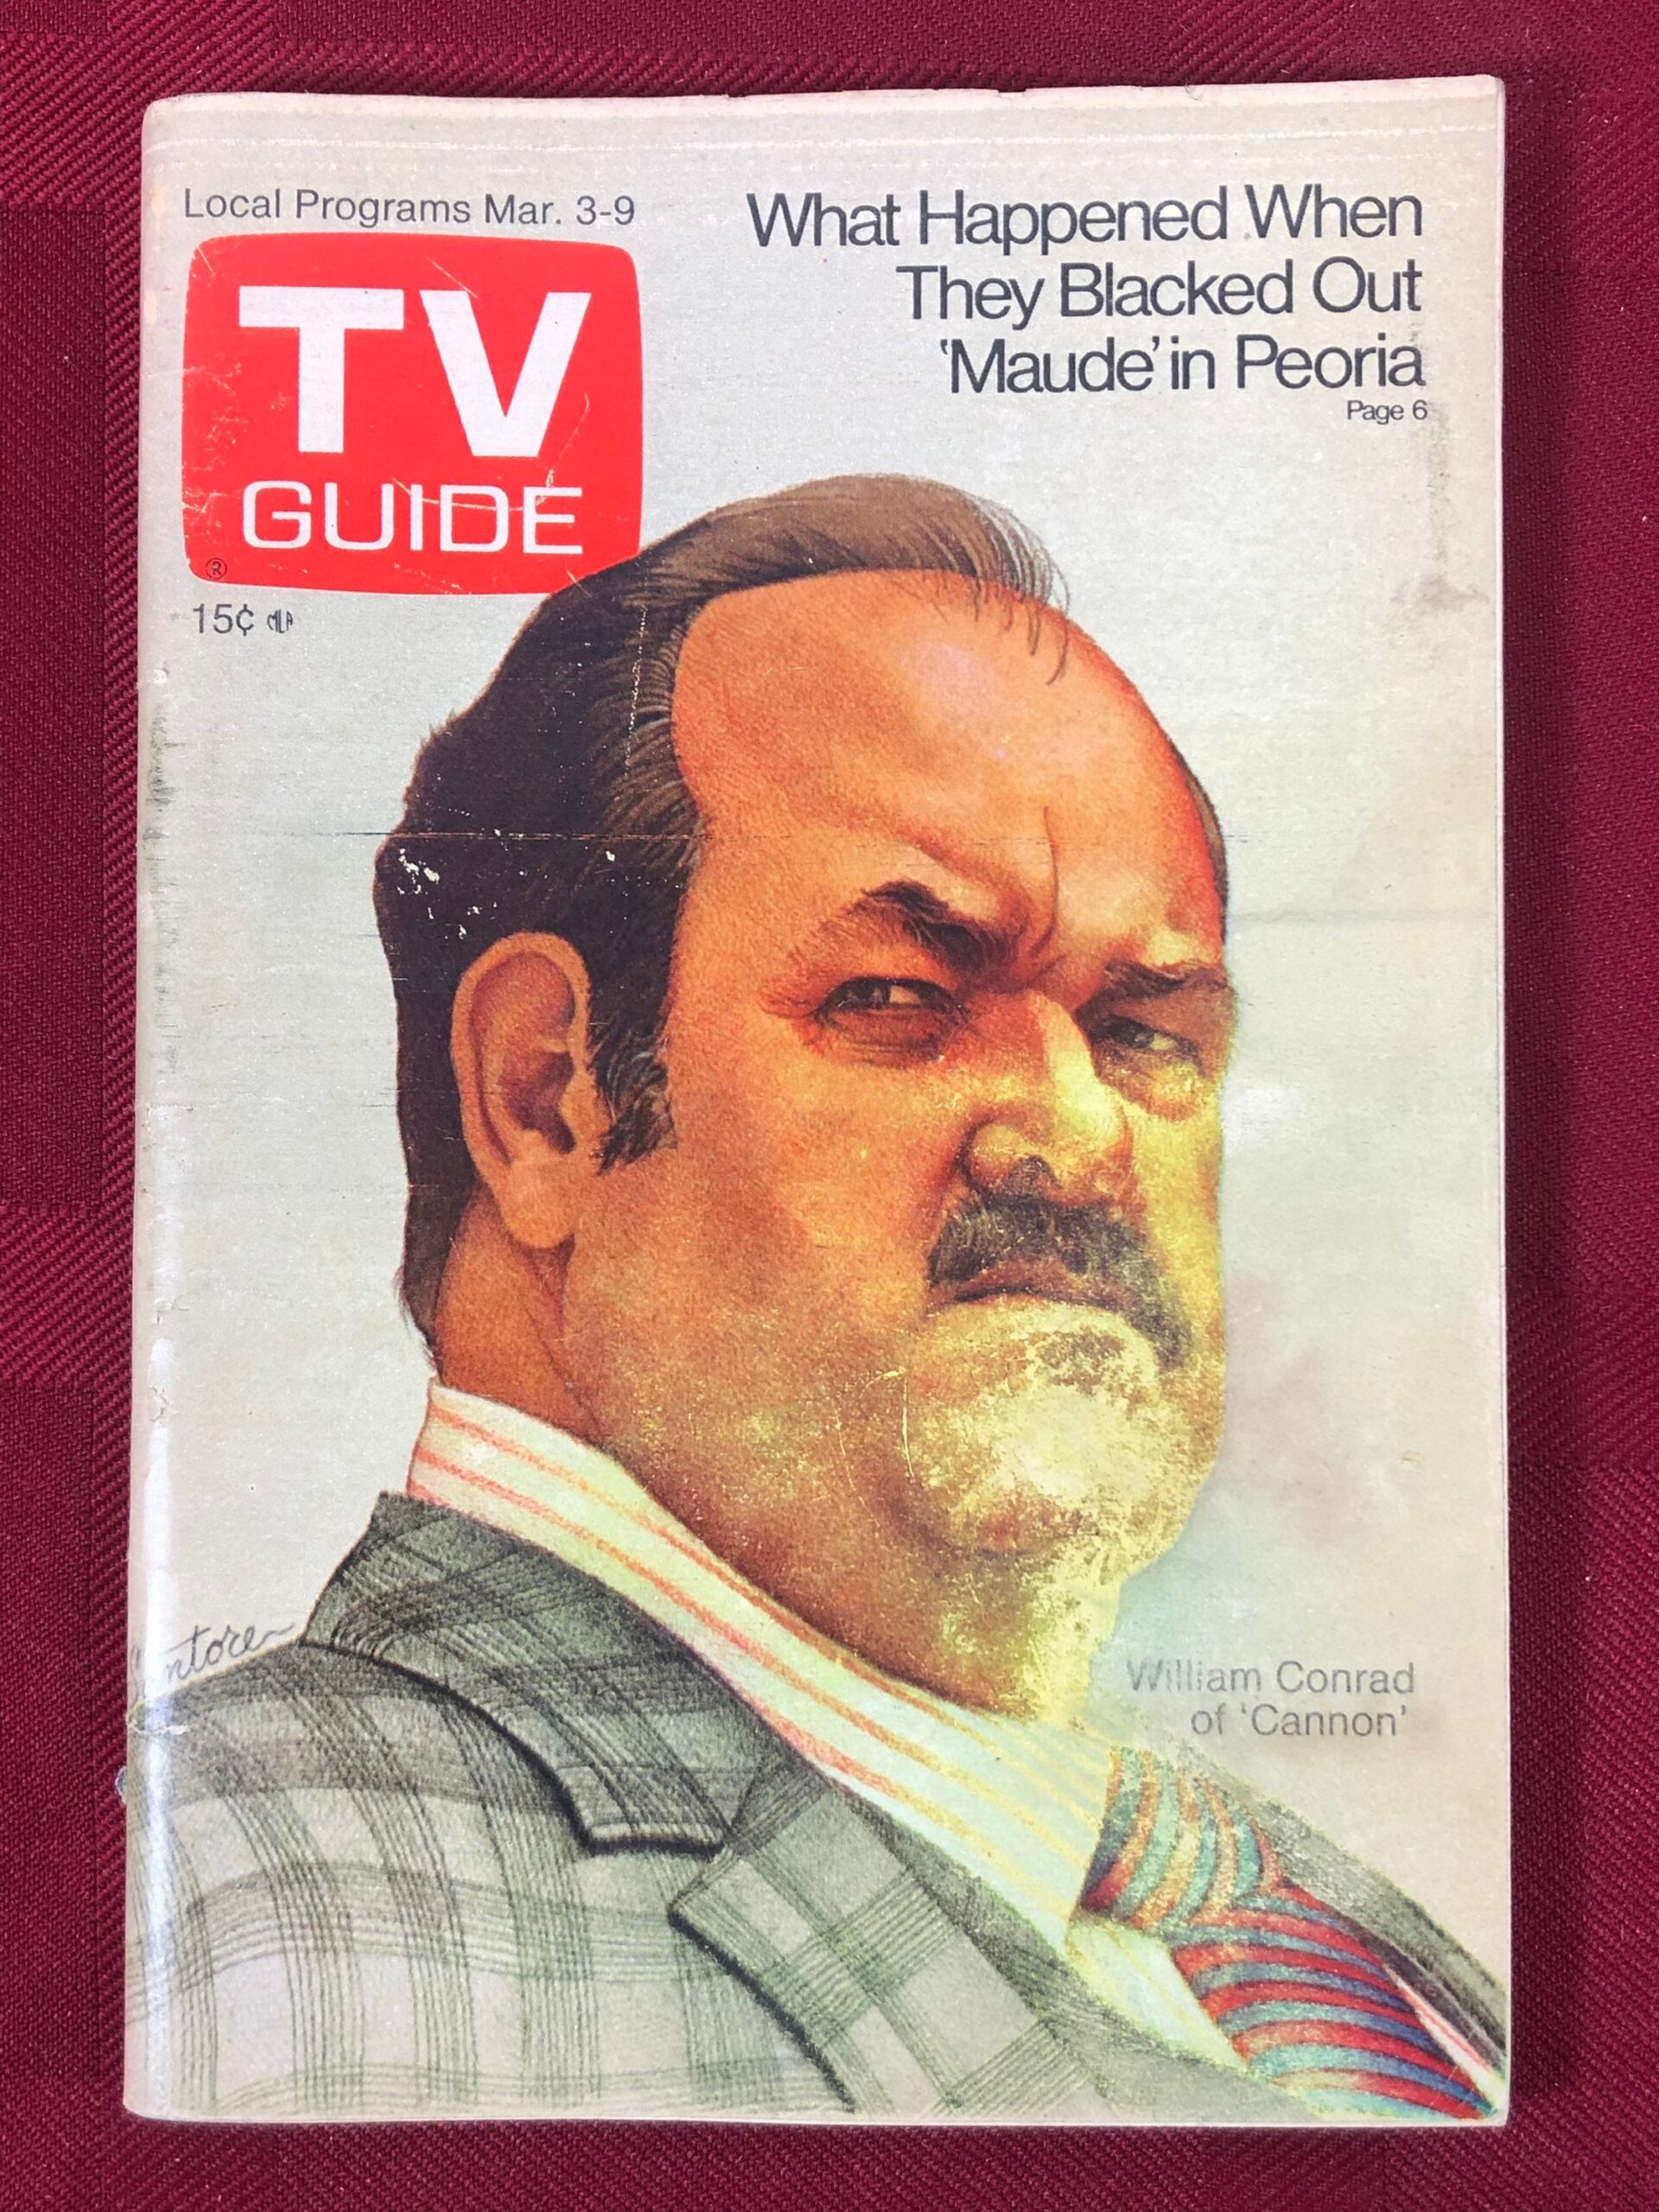 Local Programs Mar. 3-9
TV
GUIDE
®
15¢
What Happened When
They Blacked Out
'Maude' in Peoria
Page 6
William Conrad
of 'Cannon'